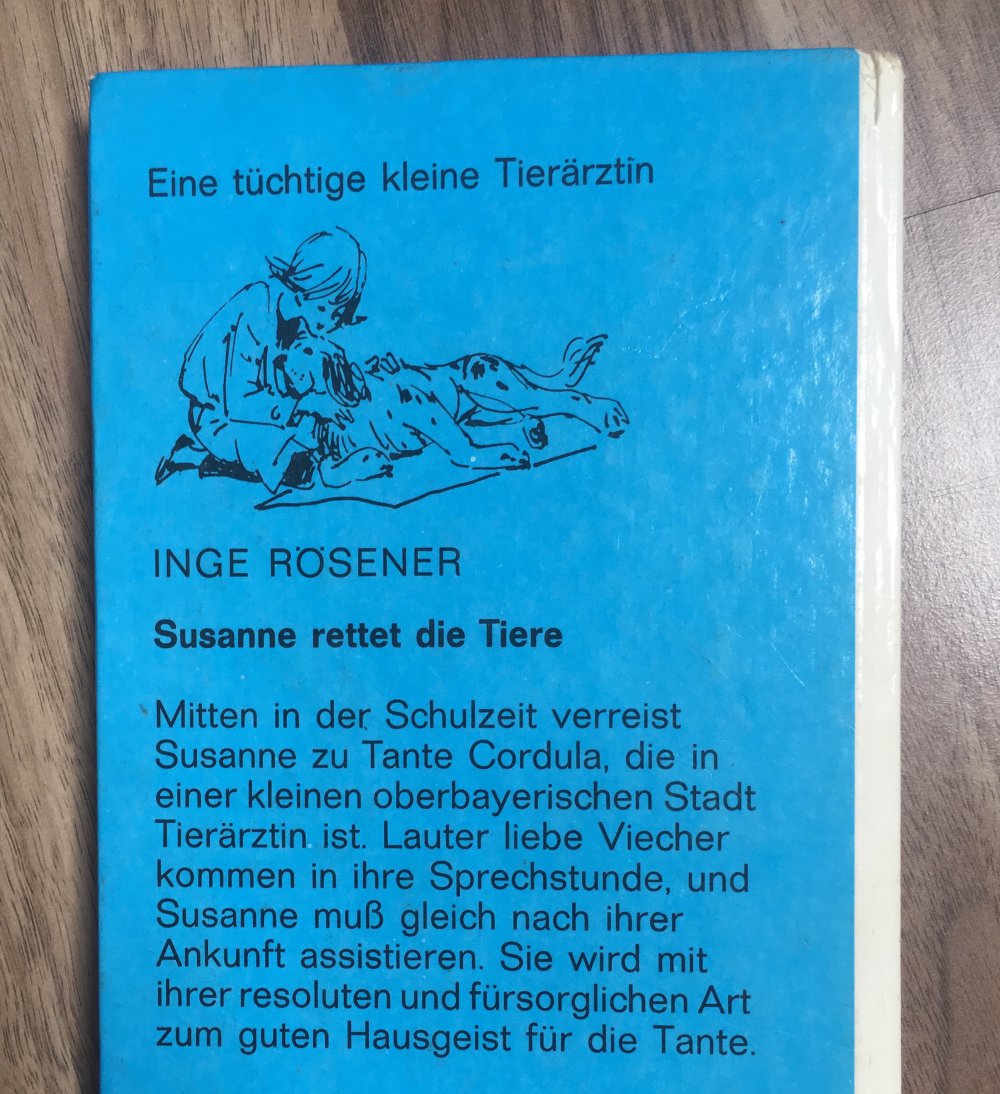 Eine tüchtige kleine Tierärztin
INGE RÖSENER
Susanne rettet die Tiere
Mitten in der Schulzeit verreist
Susanne zu Tante Cordula, die in
einer kleinen oberbayerischen Stadt
Tierärztin ist. Lauter liebe Viecher
kommen in ihre Sprechstunde, und
Susanne muß gleich nach ihrer
Ankunft assistieren. Sie wird mit
ihrer resoluten und fürsorglichen Art
zum guten Hausgeist für die Tante.